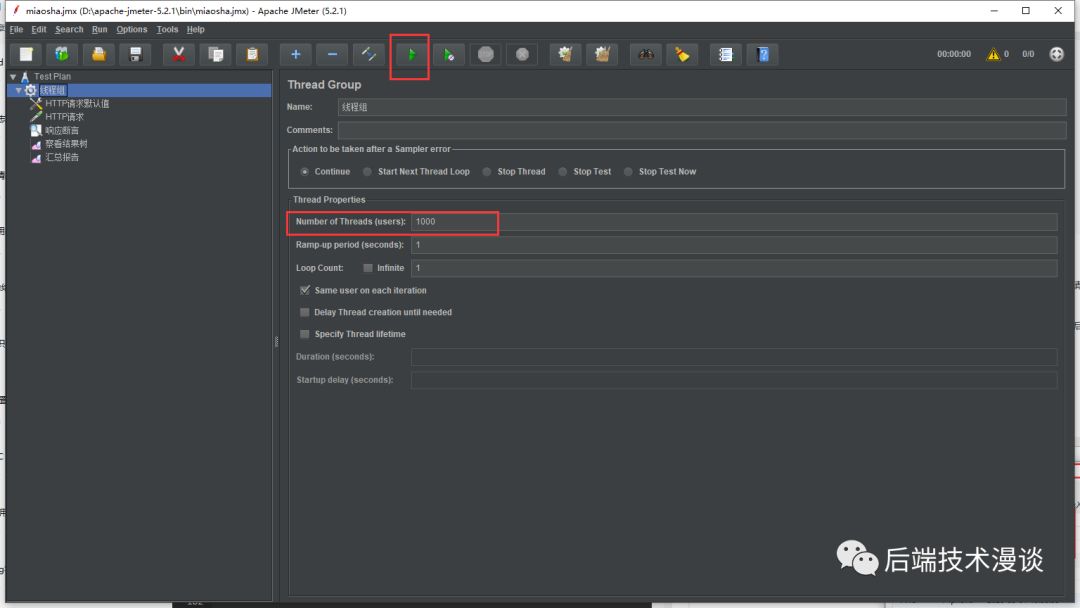 miaosha.jmx (D:\apache-jmeter-5.2.1\bin\miaosha.jmx) - Apache JMeter (5.2.1)
File Edit Search Run Options Tools Help
00:00:00 0 0/0
Test Plan
线程组
HTTP请求默认值
HTTP请求
响应断言
察看结果树
汇总报告
Thread Group
Name: 线程组
Comments:
Action to be taken after a Sampler error
Continue Start Next Thread Loop Stop Thread Stop Test Stop Test Now
Thread Properties
Number of Threads (users): 1000
Ramp-up period (seconds): 1
Loop Count: Infinite 1
Same user on each iteration
Delay Thread creation until needed
Specify Thread lifetime
Duration (seconds):
Startup delay (seconds):
后端技术漫谈